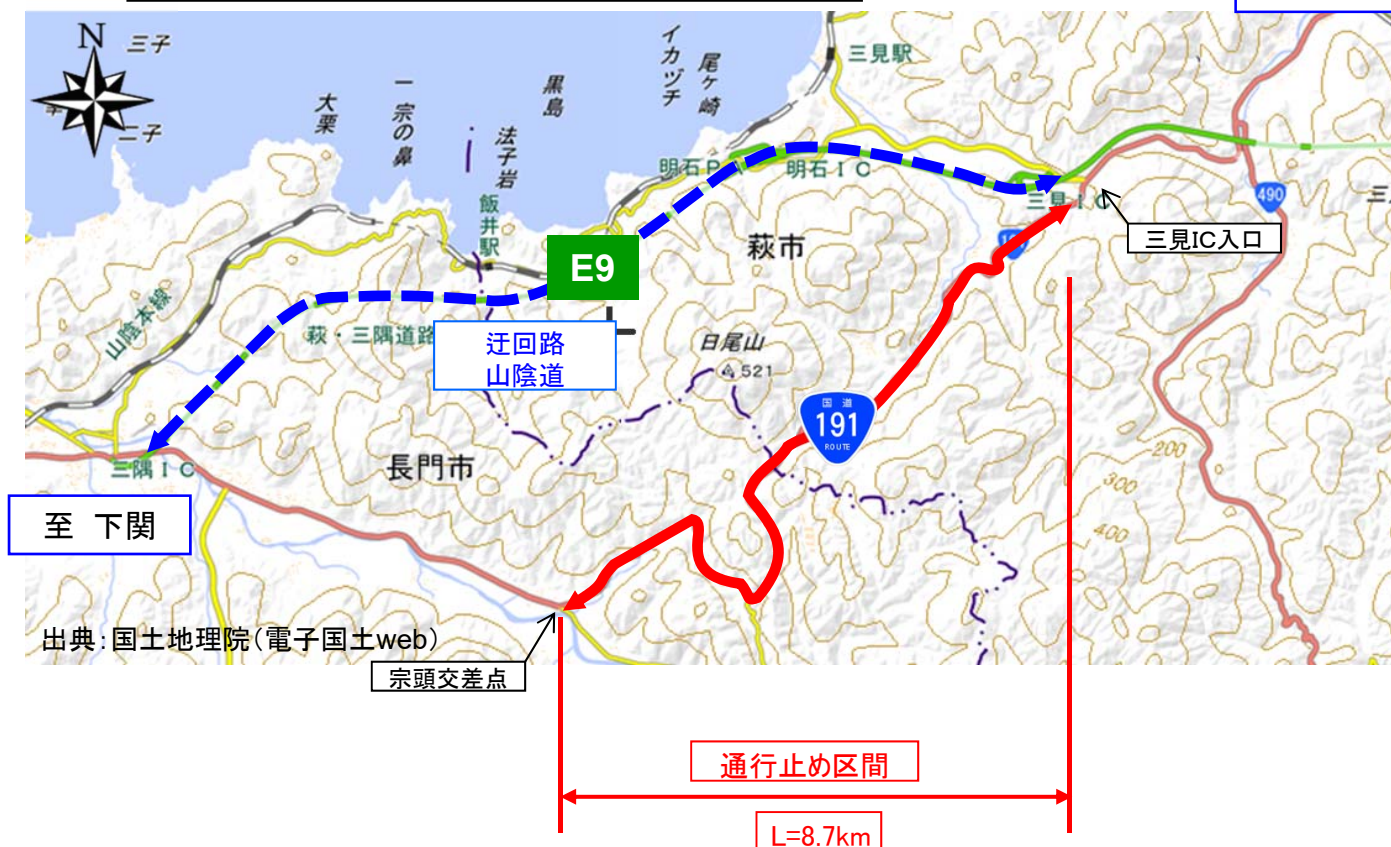 N
三子
二子
大栗
一宗の鼻
法子岩
黒島
イカヅチ
尾ヶ崎
三見駅
明石P
明石IC
三見IC
三見IC入口
490
飯井駅
E9
萩市
山陰本線
萩・三隅道路
迂回路
山陰道
日尾山
521
国道
191
ROUTE
200
300
400
三隅IC
長門市
至 下関
出典:国土地理院(電子国土web)
宗頭交差点
通行止め区間
L=8.7km